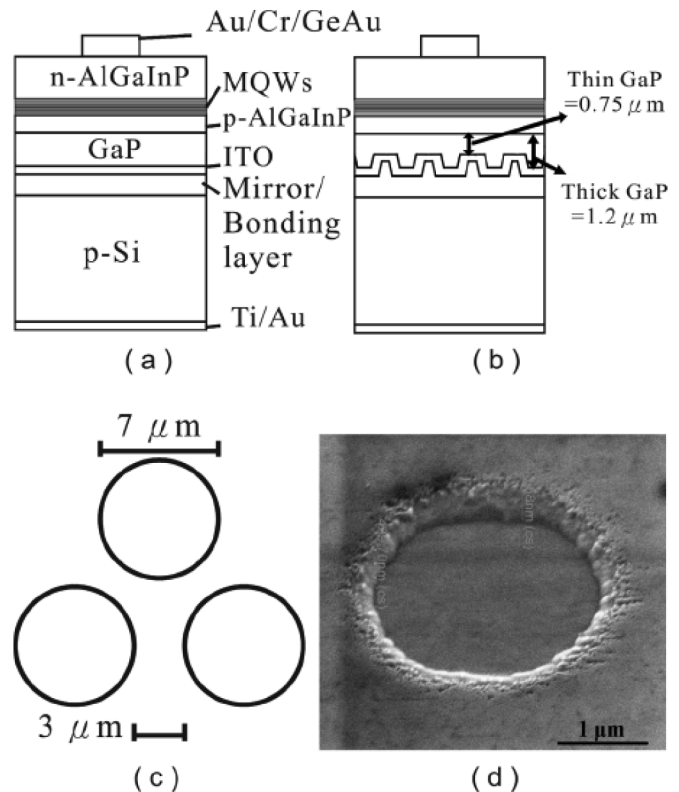 Au/Cr/GeAu
n-AlGaInP
MQWs
p-AlGaInP
GaP
ITO
Mirror/
Bonding
layer
p-Si
Ti/Au
(a)
Thin GaP
=0.75 μm
Thick GaP
=1.2 μm
(b)
7 μm
3 μm
(c)
1 μm
(d)